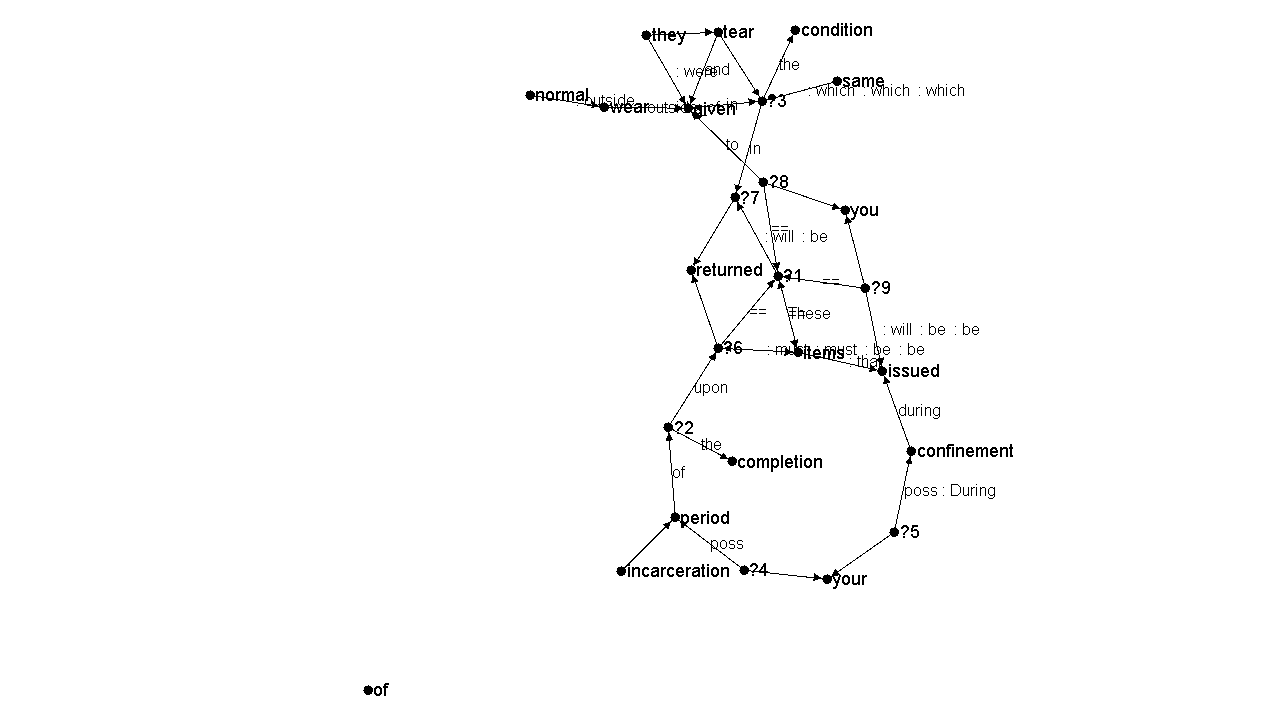 they
tear
condition
: were
and
the
same
: which : which : which
normal
outside
wear
outside
of in
given
?3
to
in
?8
?7
you
==
: will : be
returned
?1
==
?9
==
These
: will : be : be
?6
: must : must : be : be
items
: that
issued
upon
during
?2
the
completion
confinement
of
poss : During
period
?5
poss
incarceration
?4
your
of